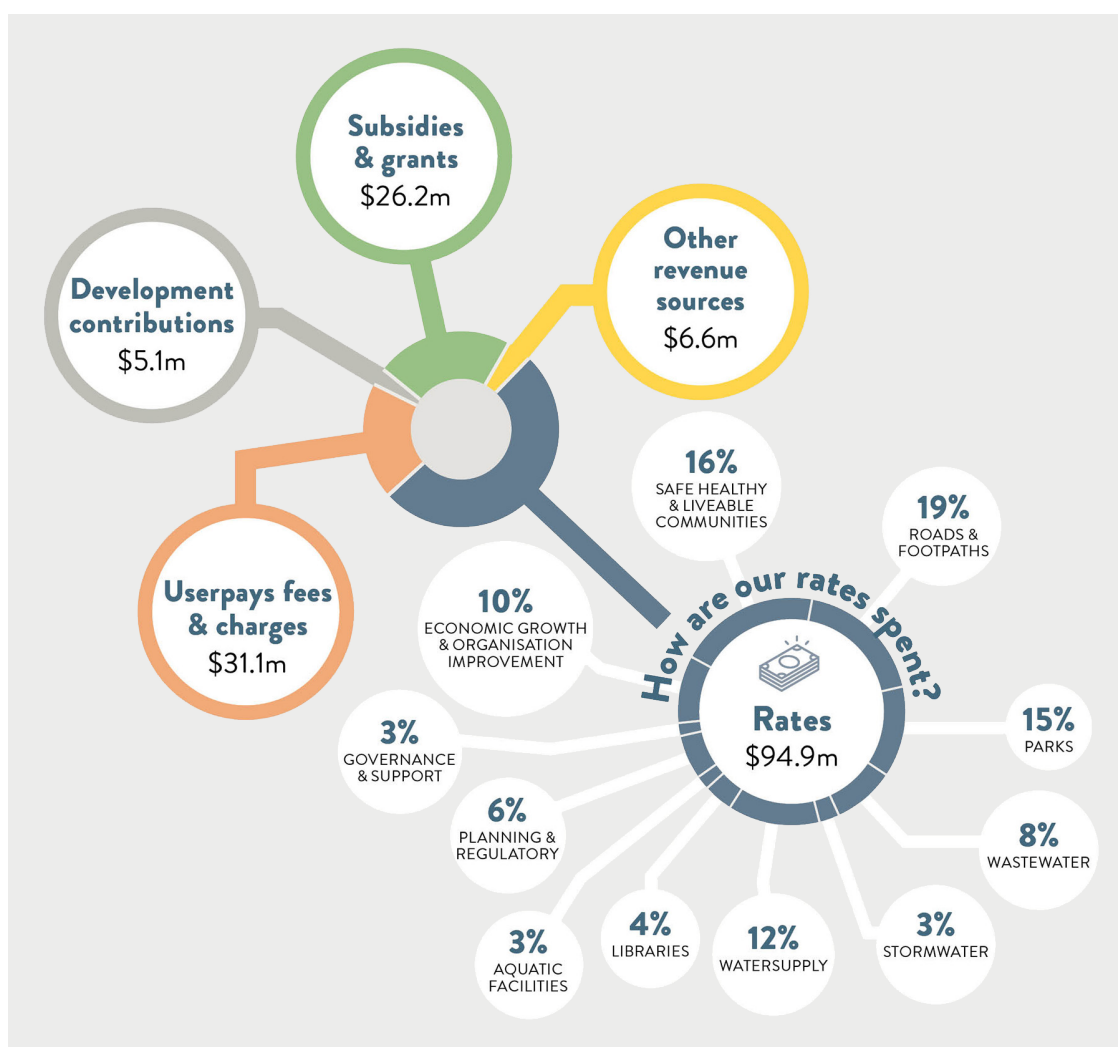 Subsidies
& grants
$26.2m
Other
revenue
sources
$6.6m
Development
contributions
$5.1m
Userpays fees
& charges
$31.1m
How are our rates spent?
Rates
$94.9m
16%
SAFE HEALTHY
& LIVEABLE
COMMUNITIES
19%
ROADS &
FOOTPATHS
15%
PARKS
8%
WASTEWATER
3%
STORMWATER
12%
WATERSUPPLY
4%
LIBRARIES
3%
AQUATIC
FACILITIES
6%
PLANNING &
REGULATORY
3%
GOVERNANCE
& SUPPORT
10%
ECONOMIC GROWTH
& ORGANISATION
IMPROVEMENT